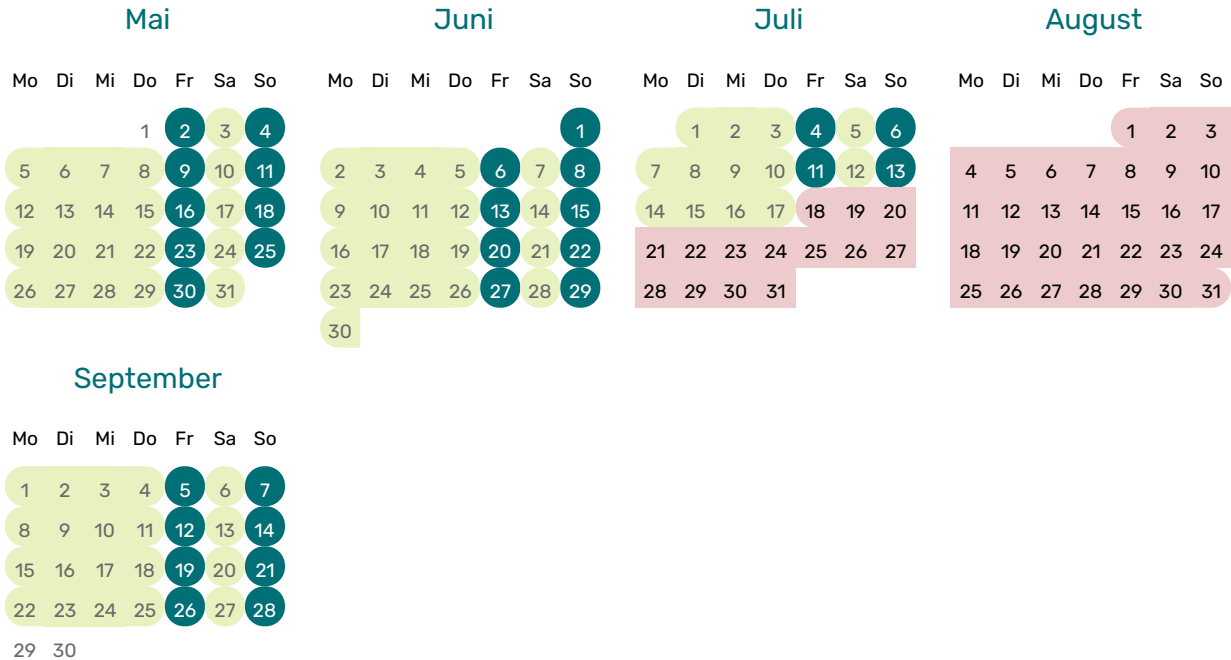 Mai Juni Juli August
Mo Di Mi Do Fr Sa So Mo Di Mi Do Fr Sa So Mo Di Mi Do Fr Sa So Mo Di Mi Do Fr Sa So
1 2 3 4 1 1 2 3 4 5 6 1 2 3
5 6 7 8 9 10 11 2 3 4 5 6 7 8 7 8 9 10 11 12 13 4 5 6 7 8 9 10
12 13 14 15 16 17 18 9 10 11 12 13 14 15 14 15 16 17 18 19 20 11 12 13 14 15 16 17
19 20 21 22 23 24 25 16 17 18 19 20 21 22 21 22 23 24 25 26 27 18 19 20 21 22 23 24
26 27 28 29 30 31 23 24 25 26 27 28 29 28 29 30 31 25 26 27 28 29 30 31
30
September
Mo Di Mi Do Fr Sa So
1 2 3 4 5 6 7
8 9 10 11 12 13 14
15 16 17 18 19 20 21
22 23 24 25 26 27 28
29 30